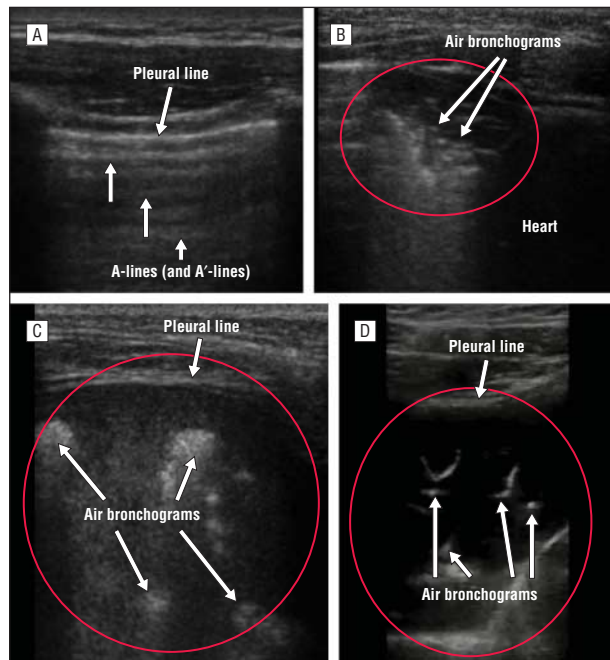 A
Pleural line
A-lines (and A′-lines)
B
Air bronchograms
Heart
C
Pleural line
Air bronchograms
D
Pleural line
Air bronchograms